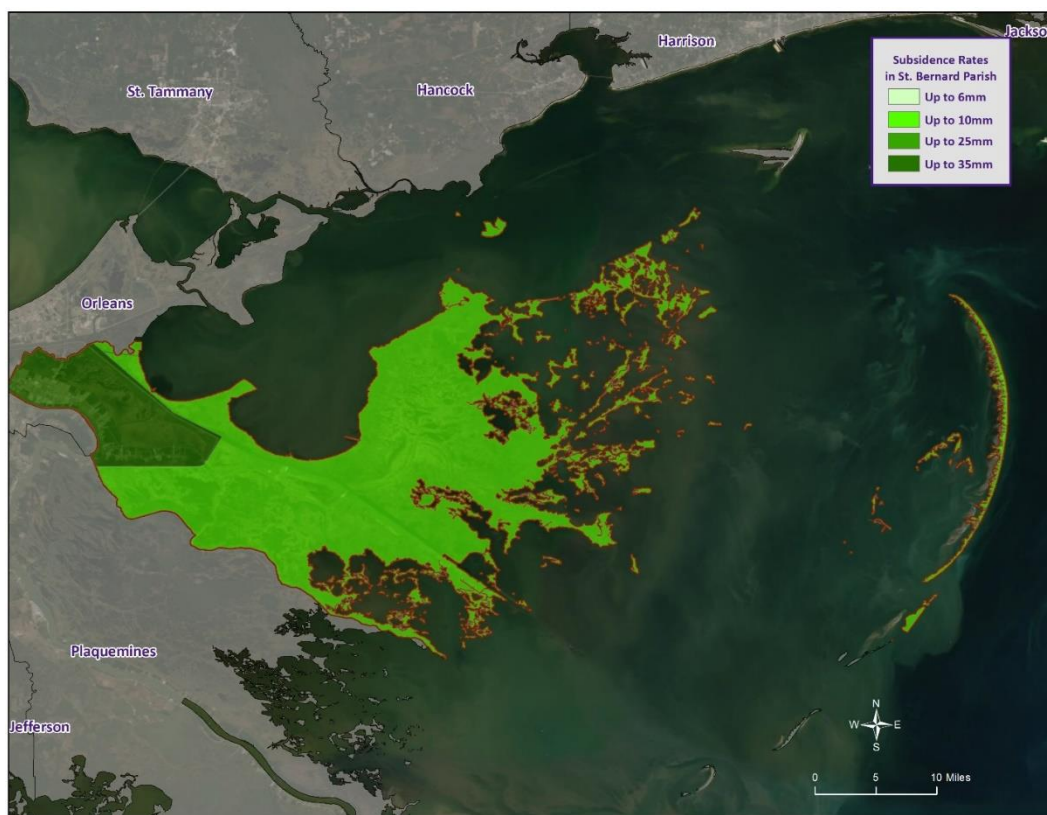 Harrison
Jackso
St. Tammany
Hancock
Subsidence Rates
in St. Bernard Parish
Up to 6mm
Up to 10mm
Up to 25mm
Up to 35mm
Orleans
Plaquemines
Jefferson
N
W E
S
0 5 10 Miles